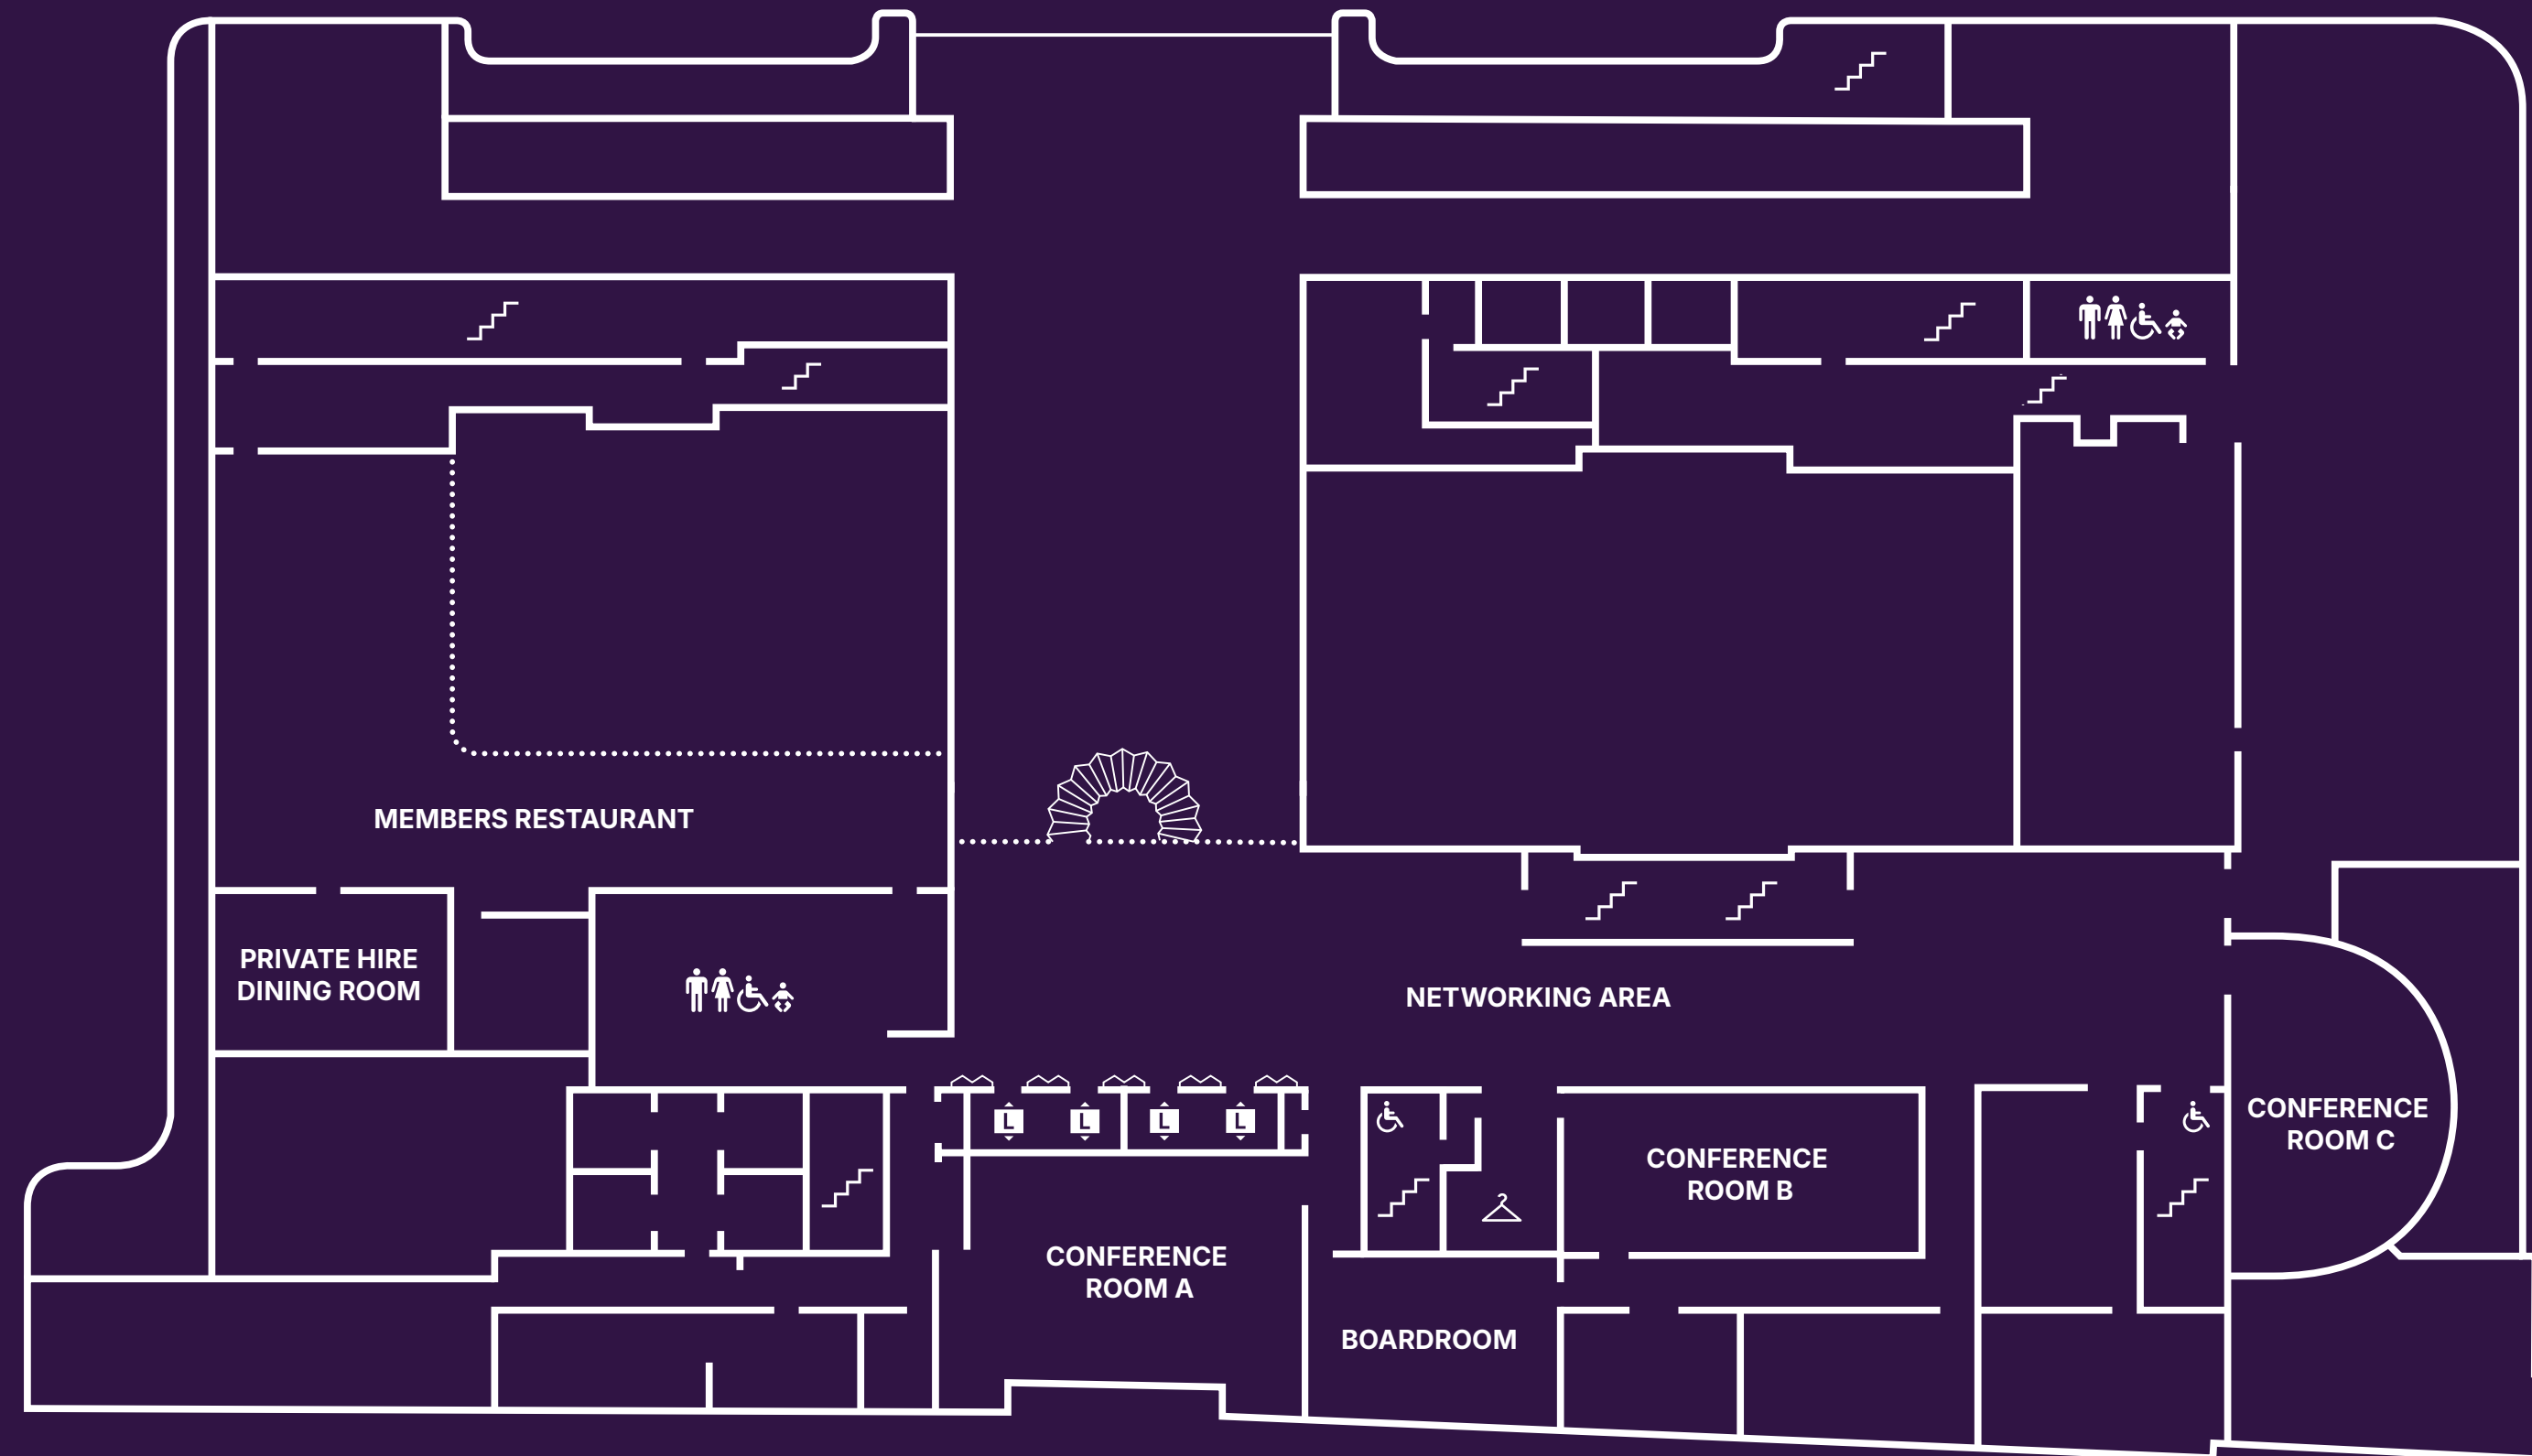 MEMBERS RESTAURANT
PRIVATE HIRE
DINING ROOM
NETWORKING AREA
L
L
L
L
CONFERENCE
ROOM A
CONFERENCE
ROOM B
CONFERENCE
ROOM C
BOARDROOM